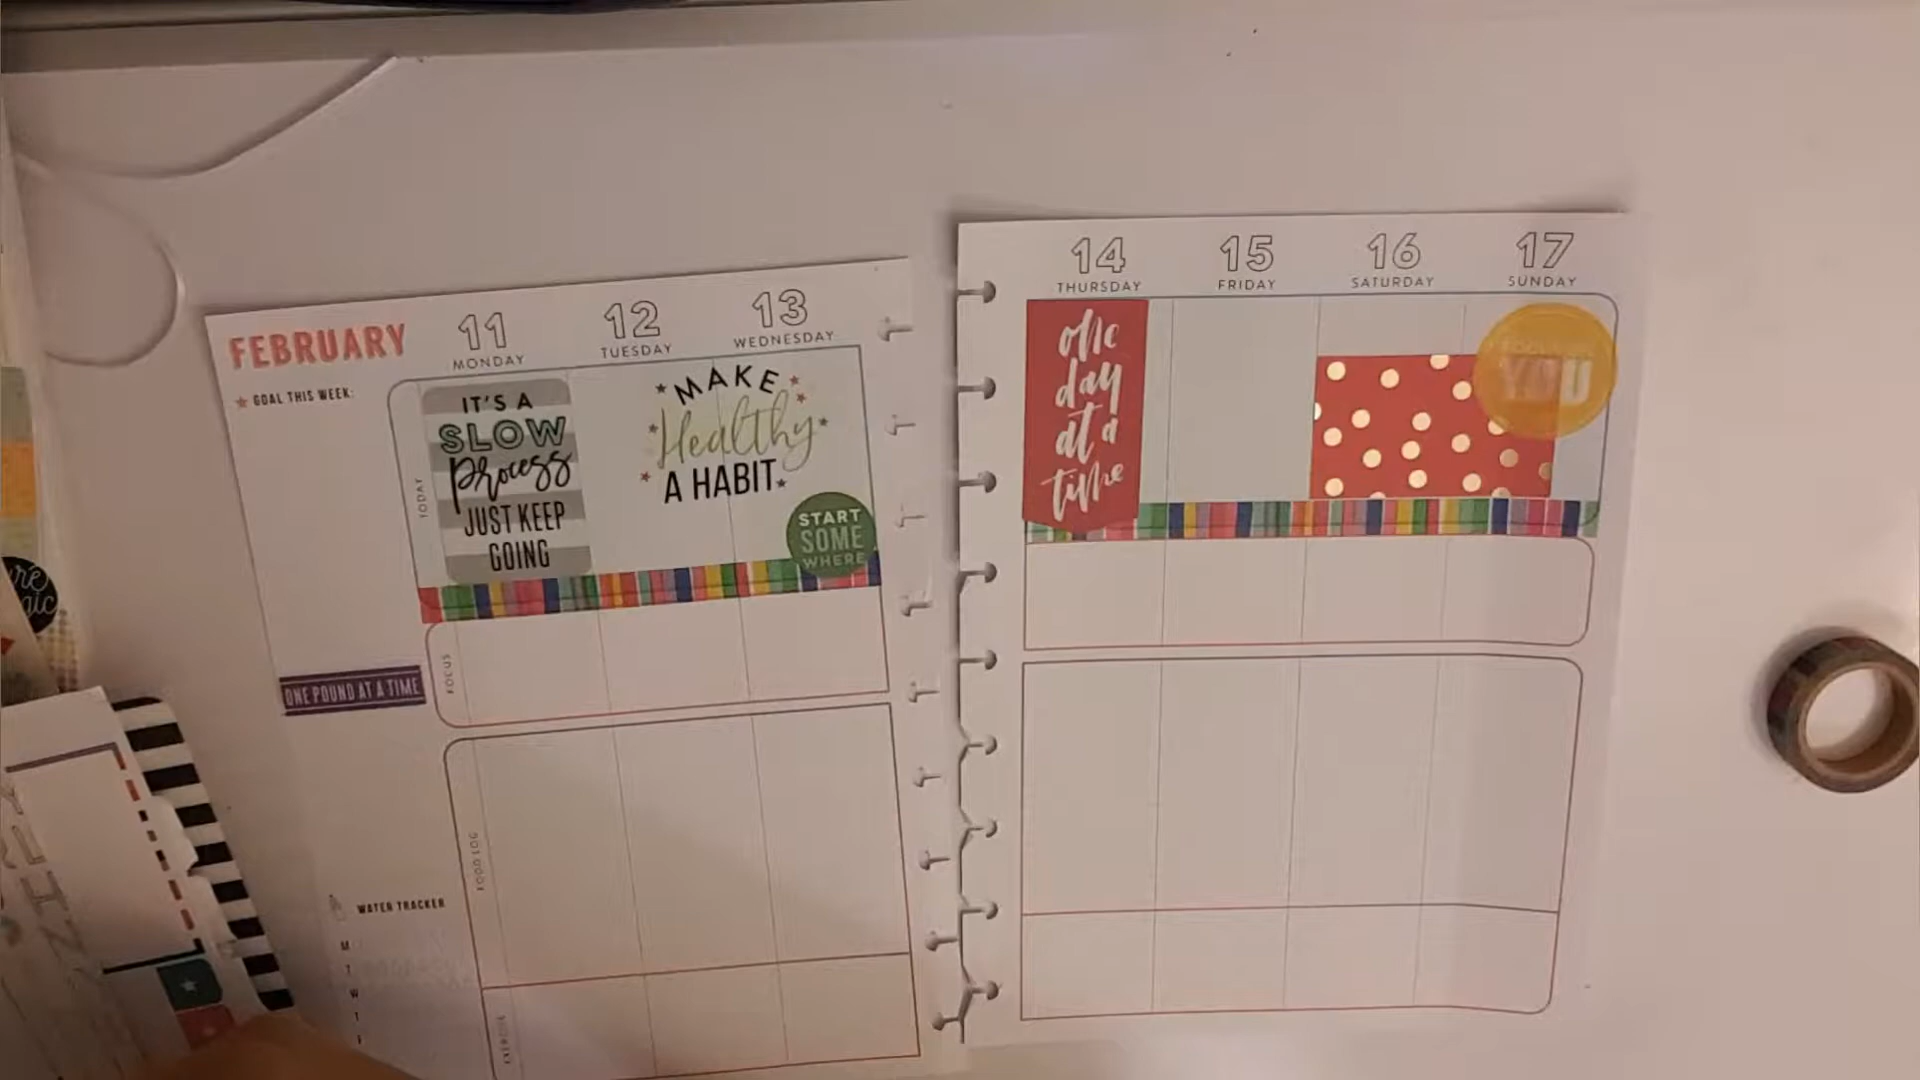 FEBRUARY
GOAL THIS WEEK:
11
MONDAY
12
TUESDAY
13
WEDNESDAY
TODAY
IT'S A
SLOW
Process
JUST KEEP
GOING
MAKE
Healthy
A HABIT
START
SOME
WHERE
FOCUS
ONE POUND AT A TIME
FOOD LOG
WATER TRACKER
M
T
W
T
F
EXERCISE
14
THURSDAY
15
FRIDAY
16
SATURDAY
17
SUNDAY
one
day
at a
time
YOU